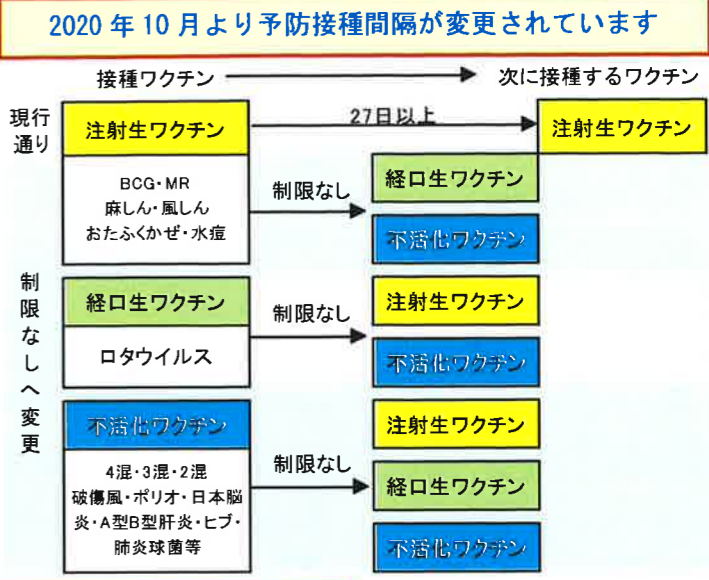 2020年10月より予防接種間隔が変更されています
接種ワクチン
次に接種するワクチン
現行
通り
注射生ワクチン
27日以上
注射生ワクチン
BCG・MR
麻しん・風しん
おたふくかぜ・水痘
制限なし
経口生ワクチン
不活化ワクチン
制限なしへ変更
経口生ワクチン
ロタウイルス
制限なし
注射生ワクチン
不活化ワクチン
不活化ワクチン
4混・3混・2混
破傷風・ポリオ・日本脳
炎・A型B型肝炎・ヒブ・
肺炎球菌等
制限なし
注射生ワクチン
経口生ワクチン
不活化ワクチン